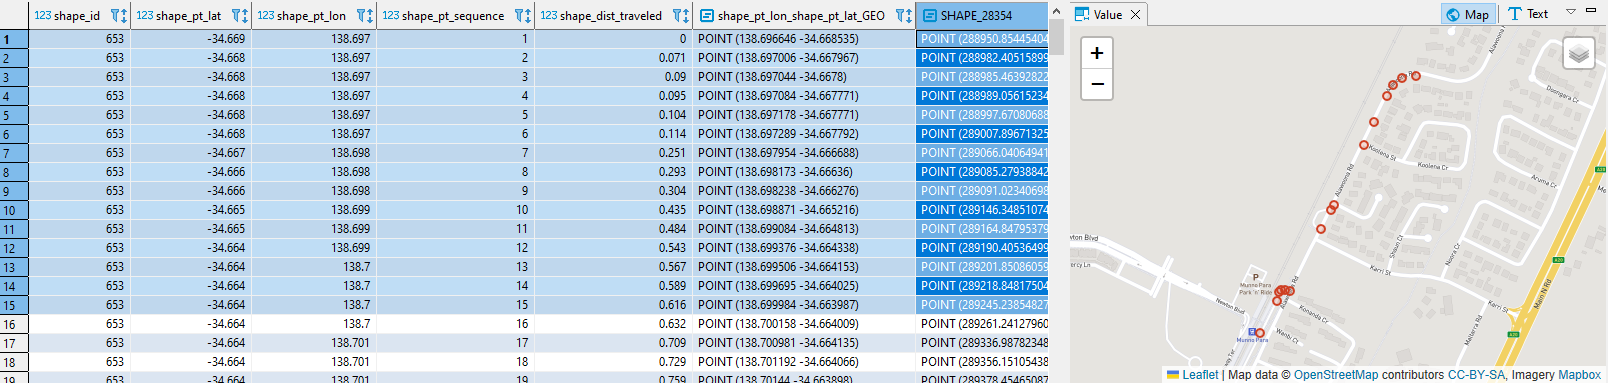 123 shape_id 123 shape_pt_lat 123 shape_pt_lon 123 shape_pt_sequence 123 shape_dist_traveled shape_pt_lon_shape_pt_lat_GEO SHAPE_28354
1 653 -34.669 138.697 1 0 POINT (138.696646 -34.668535) POINT (288950.85445404
2 653 -34.668 138.697 2 0.071 POINT (138.697006 -34.667967) POINT (288982.40515899
3 653 -34.668 138.697 3 0.09 POINT (138.697044 -34.6678) POINT (288985.46392822
4 653 -34.668 138.697 4 0.095 POINT (138.697084 -34.667771) POINT (288989.05615234
5 653 -34.668 138.697 5 0.104 POINT (138.697178 -34.667771) POINT (288997.67080688
6 653 -34.668 138.697 6 0.114 POINT (138.697289 -34.667792) POINT (289007.89671325
7 653 -34.667 138.698 7 0.251 POINT (138.697954 -34.666688) POINT (289066.04064941
8 653 -34.666 138.698 8 0.293 POINT (138.698173 -34.66636) POINT (289085.27938842
9 653 -34.666 138.698 9 0.304 POINT (138.698238 -34.666276) POINT (289091.02340698
10 653 -34.665 138.699 10 0.435 POINT (138.698871 -34.665216) POINT (289146.34851074
11 653 -34.665 138.699 11 0.484 POINT (138.699084 -34.664813) POINT (289164.84795379
12 653 -34.664 138.699 12 0.543 POINT (138.699376 -34.664338) POINT (289190.40536499
13 653 -34.664 138.7 13 0.567 POINT (138.699506 -34.664153) POINT (289201.85086059
14 653 -34.664 138.7 14 0.589 POINT (138.699695 -34.664025) POINT (289218.84817504
15 653 -34.664 138.7 15 0.616 POINT (138.699984 -34.663987) POINT (289245.23854827
16 653 -34.664 138.7 16 0.632 POINT (138.700158 -34.664009) POINT (289261.24127960
17 653 -34.664 138.701 17 0.709 POINT (138.700981 -34.664135) POINT (289336.98782348
18 653 -34.664 138.701 18 0.729 POINT (138.701192 -34.664066) POINT (289356.15105438
19 653 -34.664 138.701 19 0.759 POINT (138.70144 -34.663898) POINT (289378.45465087
Value
Map
Text
+
−
Alawoona Rd
Rd
Doongara Cr
Koolena St
Koolena Cr
Aruma Cr
Alawoona Rd
A20
Me
Newton Blvd
ercy Ln
Noora Cr
Karri St
P
Munno Para
Park 'n' Ride
A20
Main N Rd
Newton Blvd
Kunanda Cr
Karri St
Munno Para
Warbi Cr
Mallarra Rd
Ter
Leaflet | Map data © OpenStreetMap contributors CC-BY-SA, Imagery Mapbox